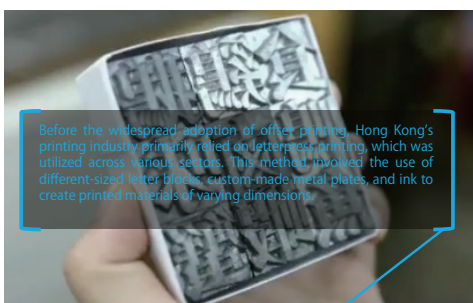 Before the widespread adoption of offset printing, Hong Kong's
printing industry primarily relied on letterpress printing, which was
utilized across various sectors. This method involved the use of
different-sized letter blocks, custom-made metal plates, and ink to
create printed materials of varying dimensions.